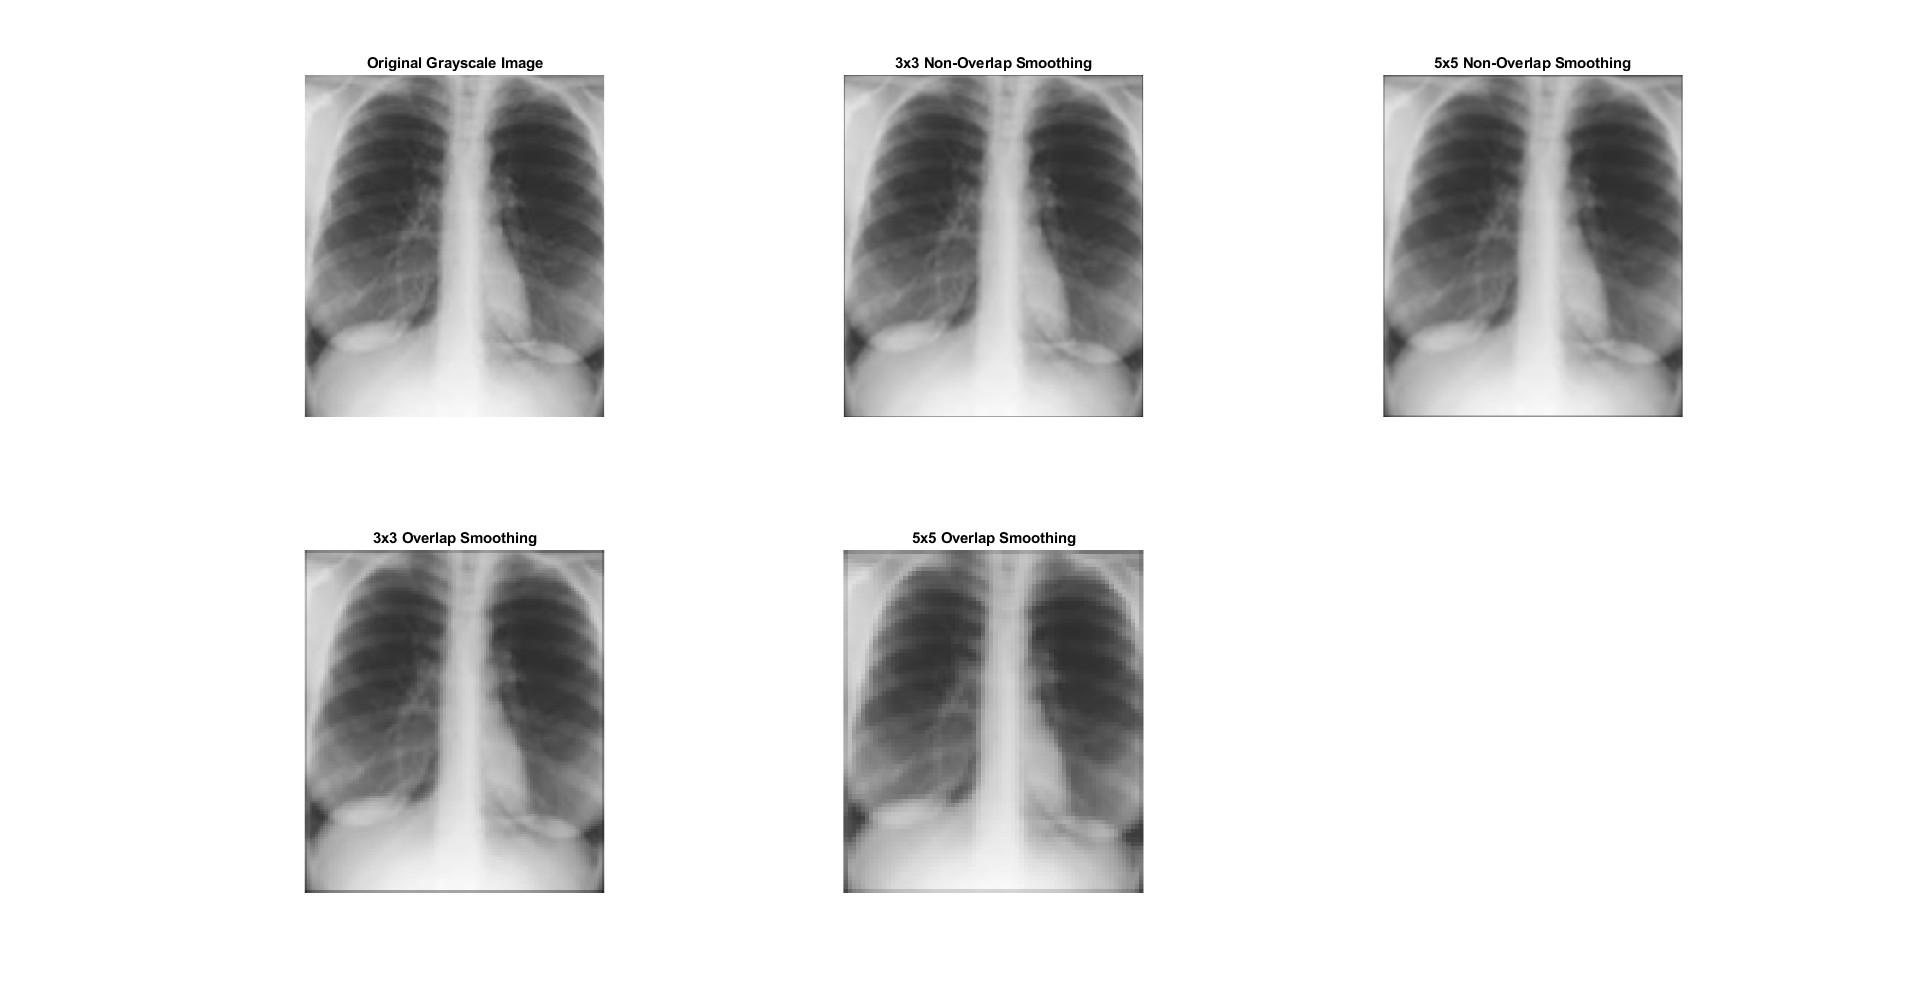 Original Grayscale Image
3x3 Non-Overlap Smoothing
5x5 Non-Overlap Smoothing
3x3 Overlap Smoothing
5x5 Overlap Smoothing